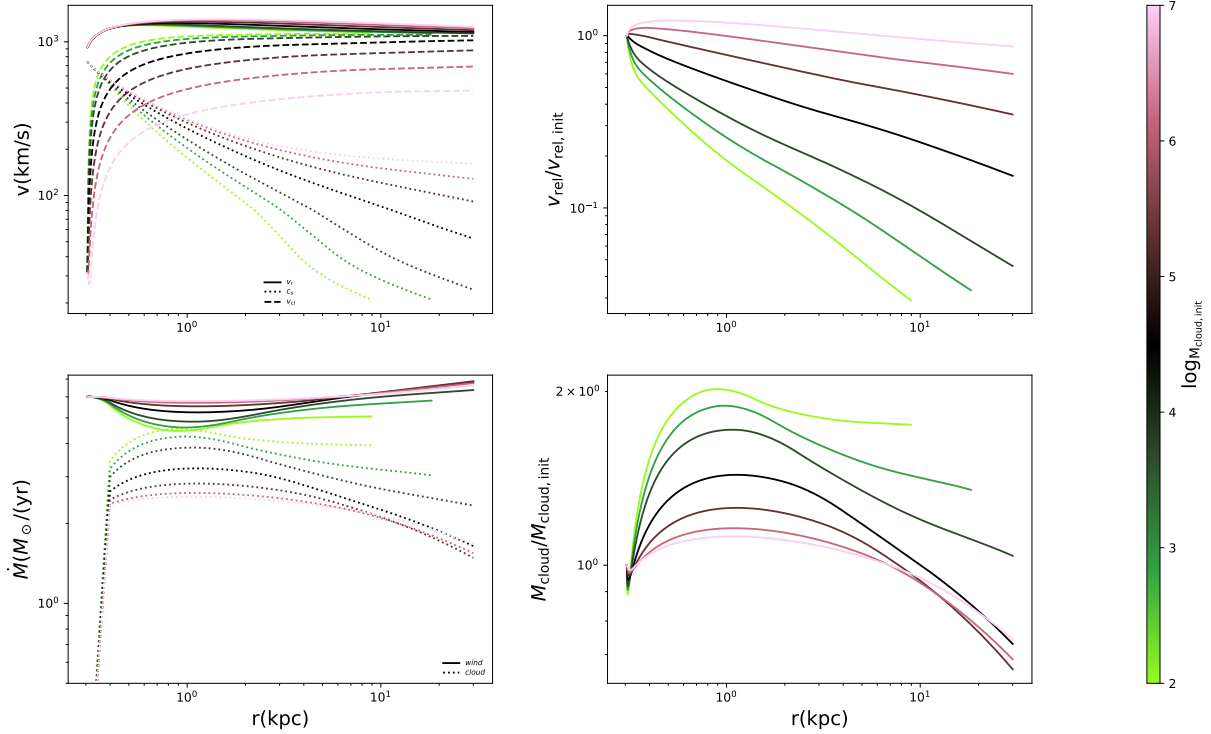 10³
10²
v(km/s)
v_r
c_s
v_cl
10⁰
10¹
10⁰
10⁻¹
v_rel/v_rel, init
10⁰
10¹
10⁰
Ṁ(M_⊙/(yr)
wind
cloud
10⁰
10¹
r(kpc)
2 × 10⁰
10⁰
M_cloud/M_cloud, init
10⁰
10¹
r(kpc)
7
6
5
4
3
2
log_M_cloud, init